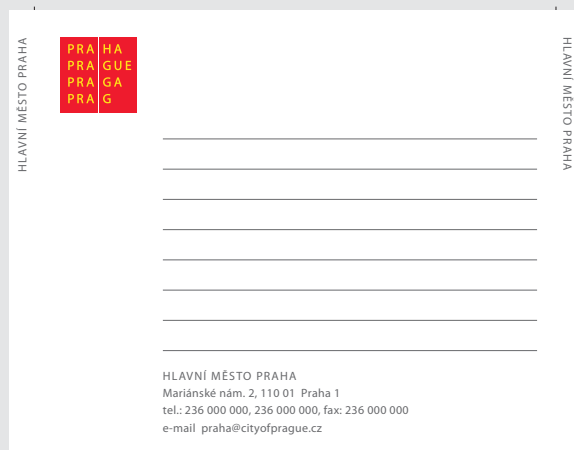 HLAVNÍ MĚSTO PRAHA
PRA HA
PRA GUE
PRA GA
PRA G
HLAVNÍ MĚSTO PRAHA
HLAVNÍ MĚSTO PRAHA
Mariánské nám. 2, 110 01 Praha 1
tel.: 236 000 000, 236 000 000, fax: 236 000 000
e-mail praha@cityofprague.cz